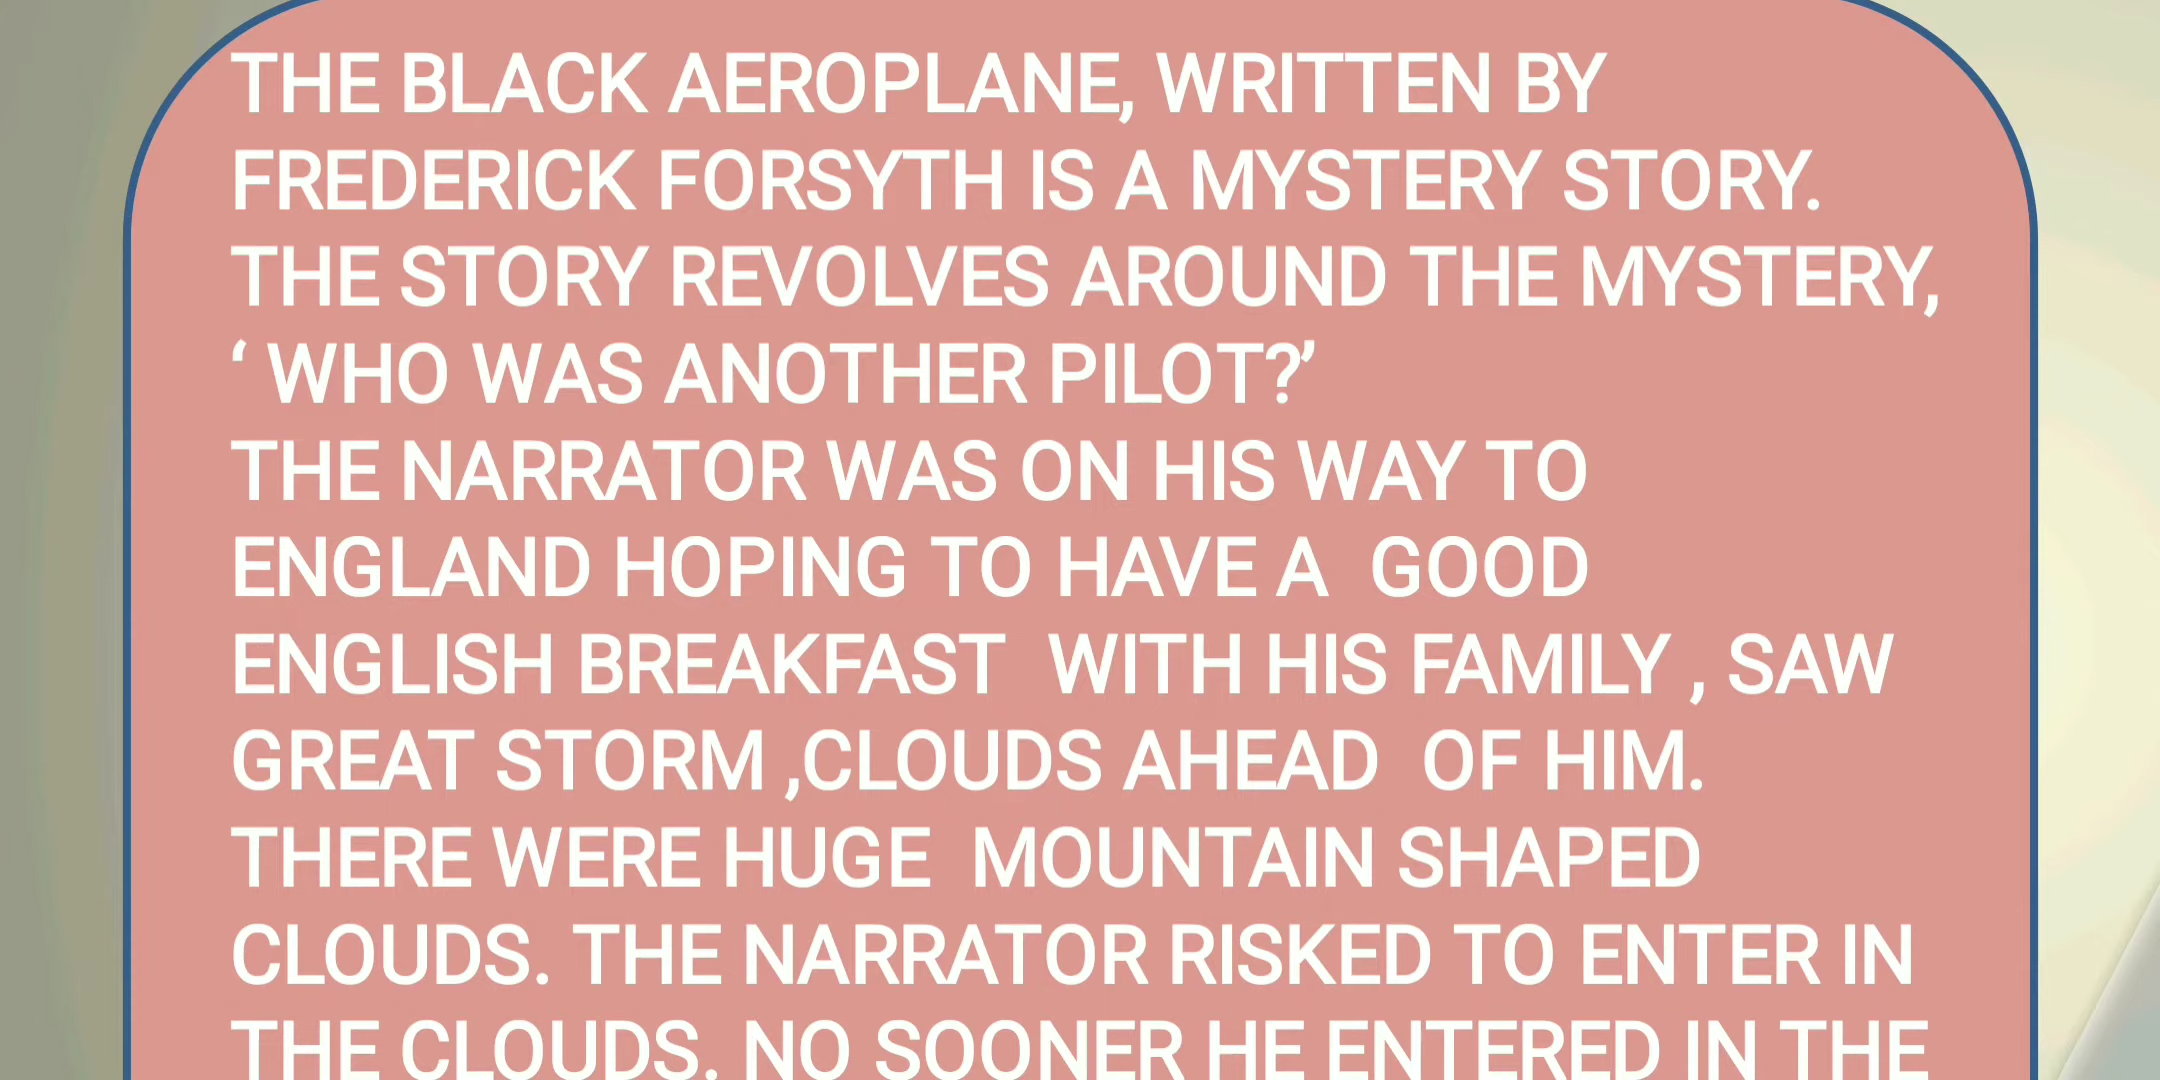 THE BLACK AEROPLANE, WRITTEN BY
FREDERICK FORSYTH IS A MYSTERY STORY.
THE STORY REVOLVES AROUND THE MYSTERY,
‘ WHO WAS ANOTHER PILOT?’
THE NARRATOR WAS ON HIS WAY TO
ENGLAND HOPING TO HAVE A  GOOD
ENGLISH BREAKFAST  WITH HIS FAMILY , SAW
GREAT STORM ,CLOUDS AHEAD  OF HIM.
THERE WERE HUGE  MOUNTAIN SHAPED
CLOUDS. THE NARRATOR RISKED TO ENTER IN
THE CLOUDS. NO SOONER HE ENTERED IN THE